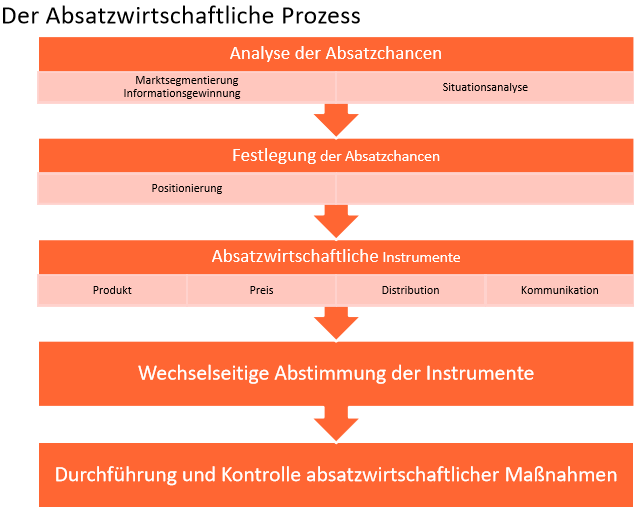 Der Absatzwirtschaftliche Prozess
Analyse der Absatzchancen
Marktsegmentierung
Informationsgewinnung
Situationsanalyse
Festlegung der Absatzchancen
Positionierung
Absatzwirtschaftliche Instrumente
Produkt
Preis
Distribution
Kommunikation
Wechselseitige Abstimmung der Instrumente
Durchführung und Kontrolle absatzwirtschaftlicher Maßnahmen